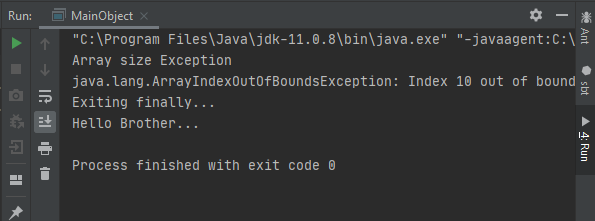 Run: MainObject
"C:\Program Files\Java\jdk-11.0.8\bin\java.exe" "-javaagent:C:\
Array size Exception
java.lang.ArrayIndexOutOfBoundsException: Index 10 out of bound
Exiting finally...
Hello Brother...
Process finished with exit code 0
Ant
sbt
4: Run